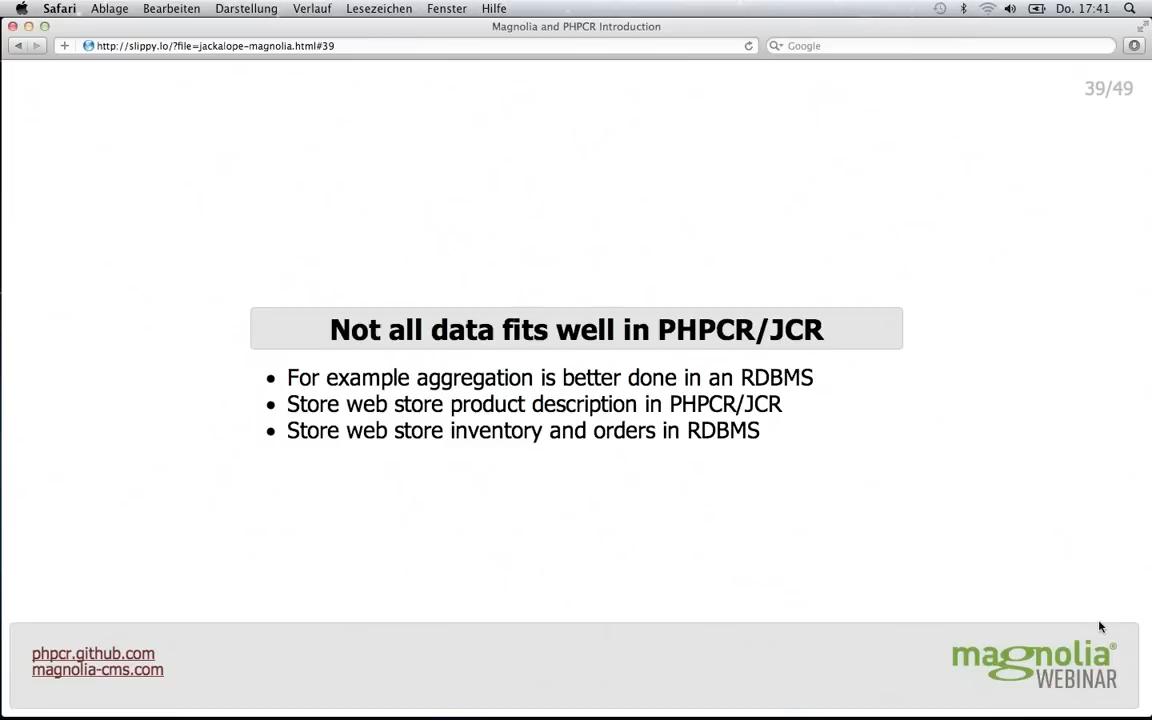 Safari Ablage Bearbeiten Darstellung Verlauf Lesezeichen Fenster Hilfe Do. 17:41
Magnolia and PHPCR Introduction
http://slippy.lo/?file=jackalope-magnolia.html#39 Google
39/49
Not all data fits well in PHPCR/JCR
• For example aggregation is better done in an RDBMS
• Store web store product description in PHPCR/JCR
• Store web store inventory and orders in RDBMS
phpcr.github.com
magnolia-cms.com
magnolia®
WEBINAR